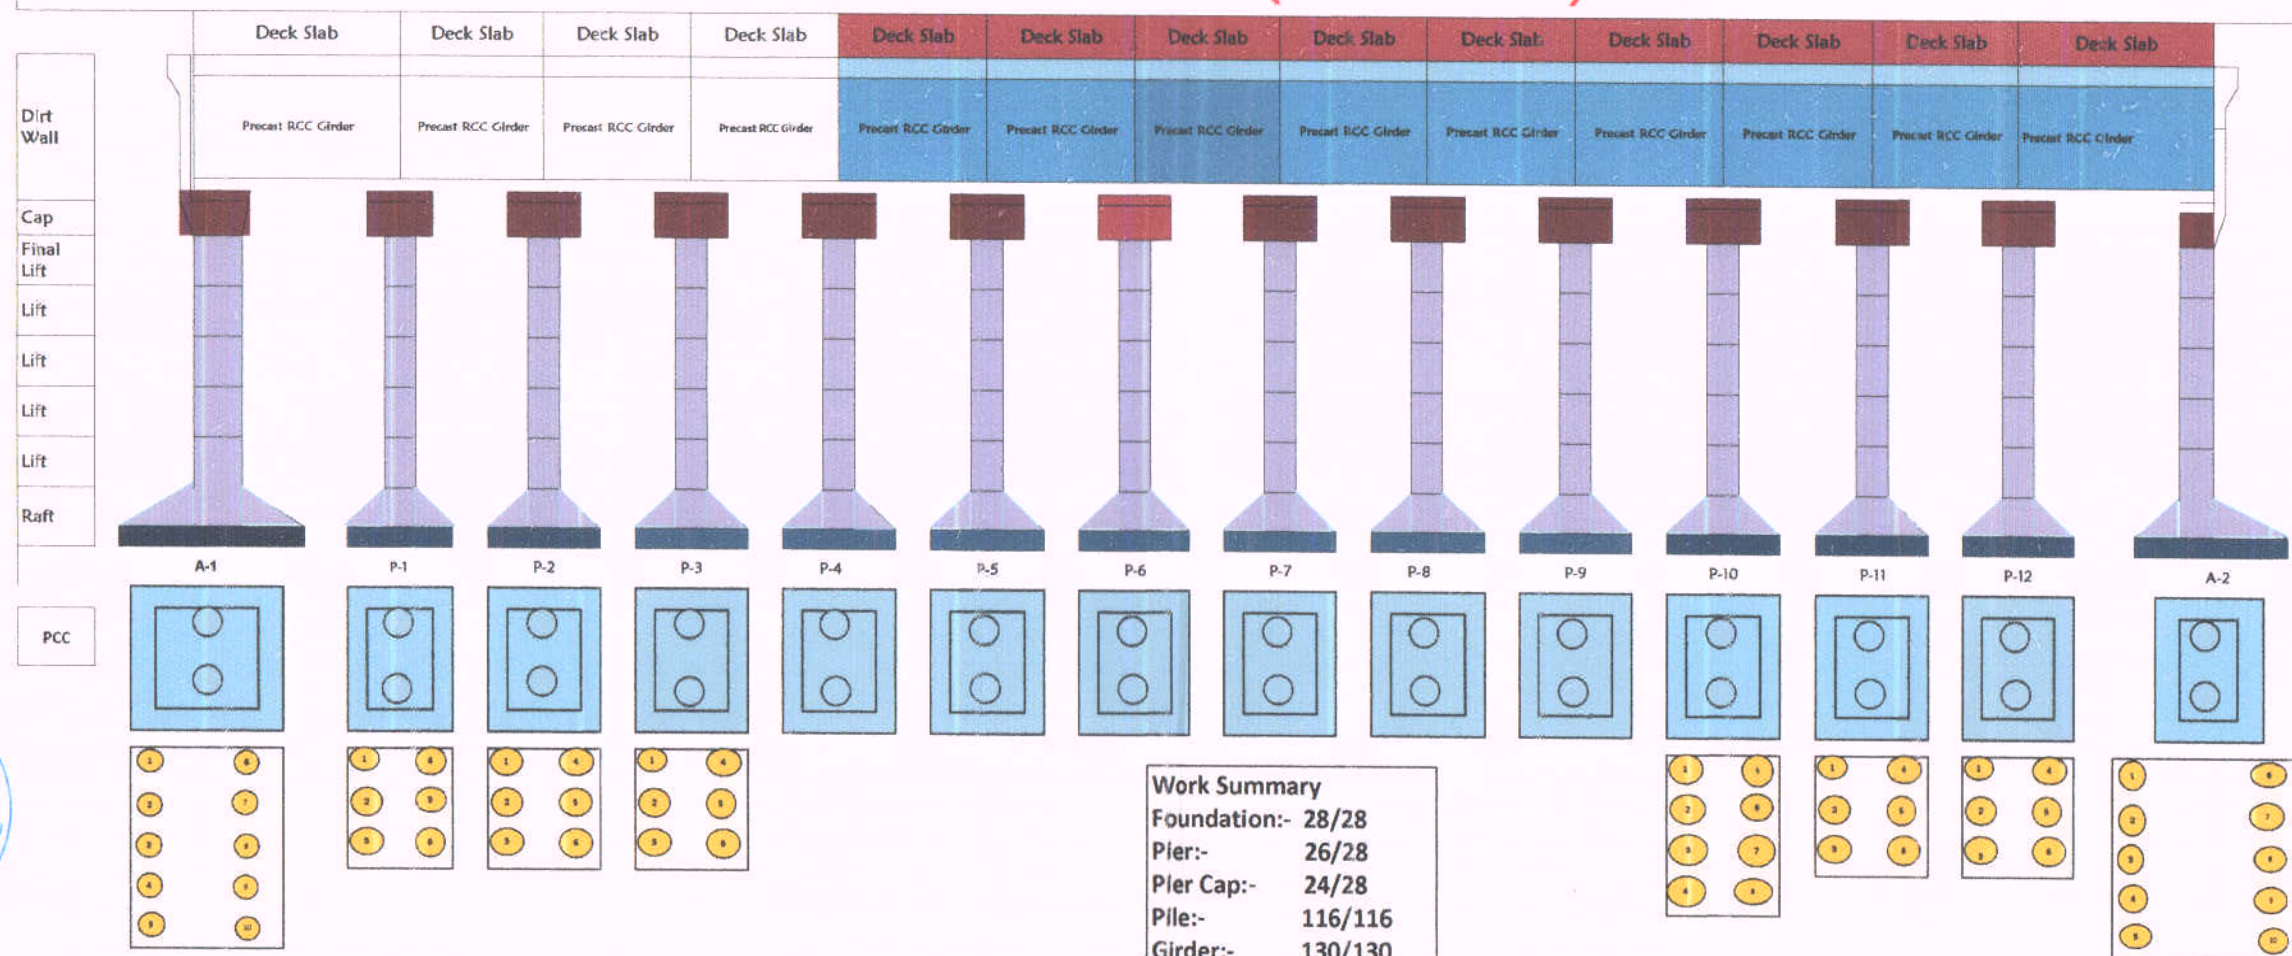 Deck Slab Deck Slab Deck Slab Deck Slab Deck Slab Deck Slab Deck Slab Deck Slab Deck Slab Deck Slab Deck Slab Deck Slab Deck Slab
Dirt
Wall
Precast RCC Girder Precast RCC Girder Precast RCC Girder Precast RCC Girder Precast RCC Girder Precast RCC Girder Precast RCC Girder Precast RCC Girder Precast RCC Girder Precast RCC Girder Precast RCC Girder Precast RCC Girder Precast RCC Girder
Cap
Final
Lift
Lift
Lift
Lift
Lift
Raft
A-1 P-1 P-2 P-3 P-4 P-5 P-6 P-7 P-8 P-9 P-10 P-11 P-12 A-2
PCC
Work Summary
Foundation:- 28/28
Pier:- 26/28
Pier Cap:- 24/28
Pile:- 116/116
Girder:- 130/130